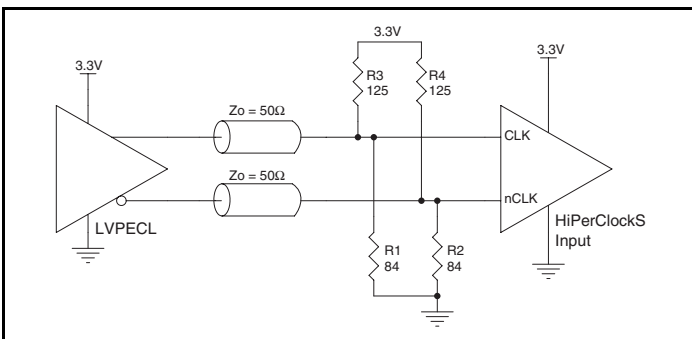 3.3V
3.3V
3.3V
R3
125
R4
125
Zo = 50Ω
CLK
Zo = 50Ω
nCLK
LVPECL
HiPerClockS
Input
R1
84
R2
84